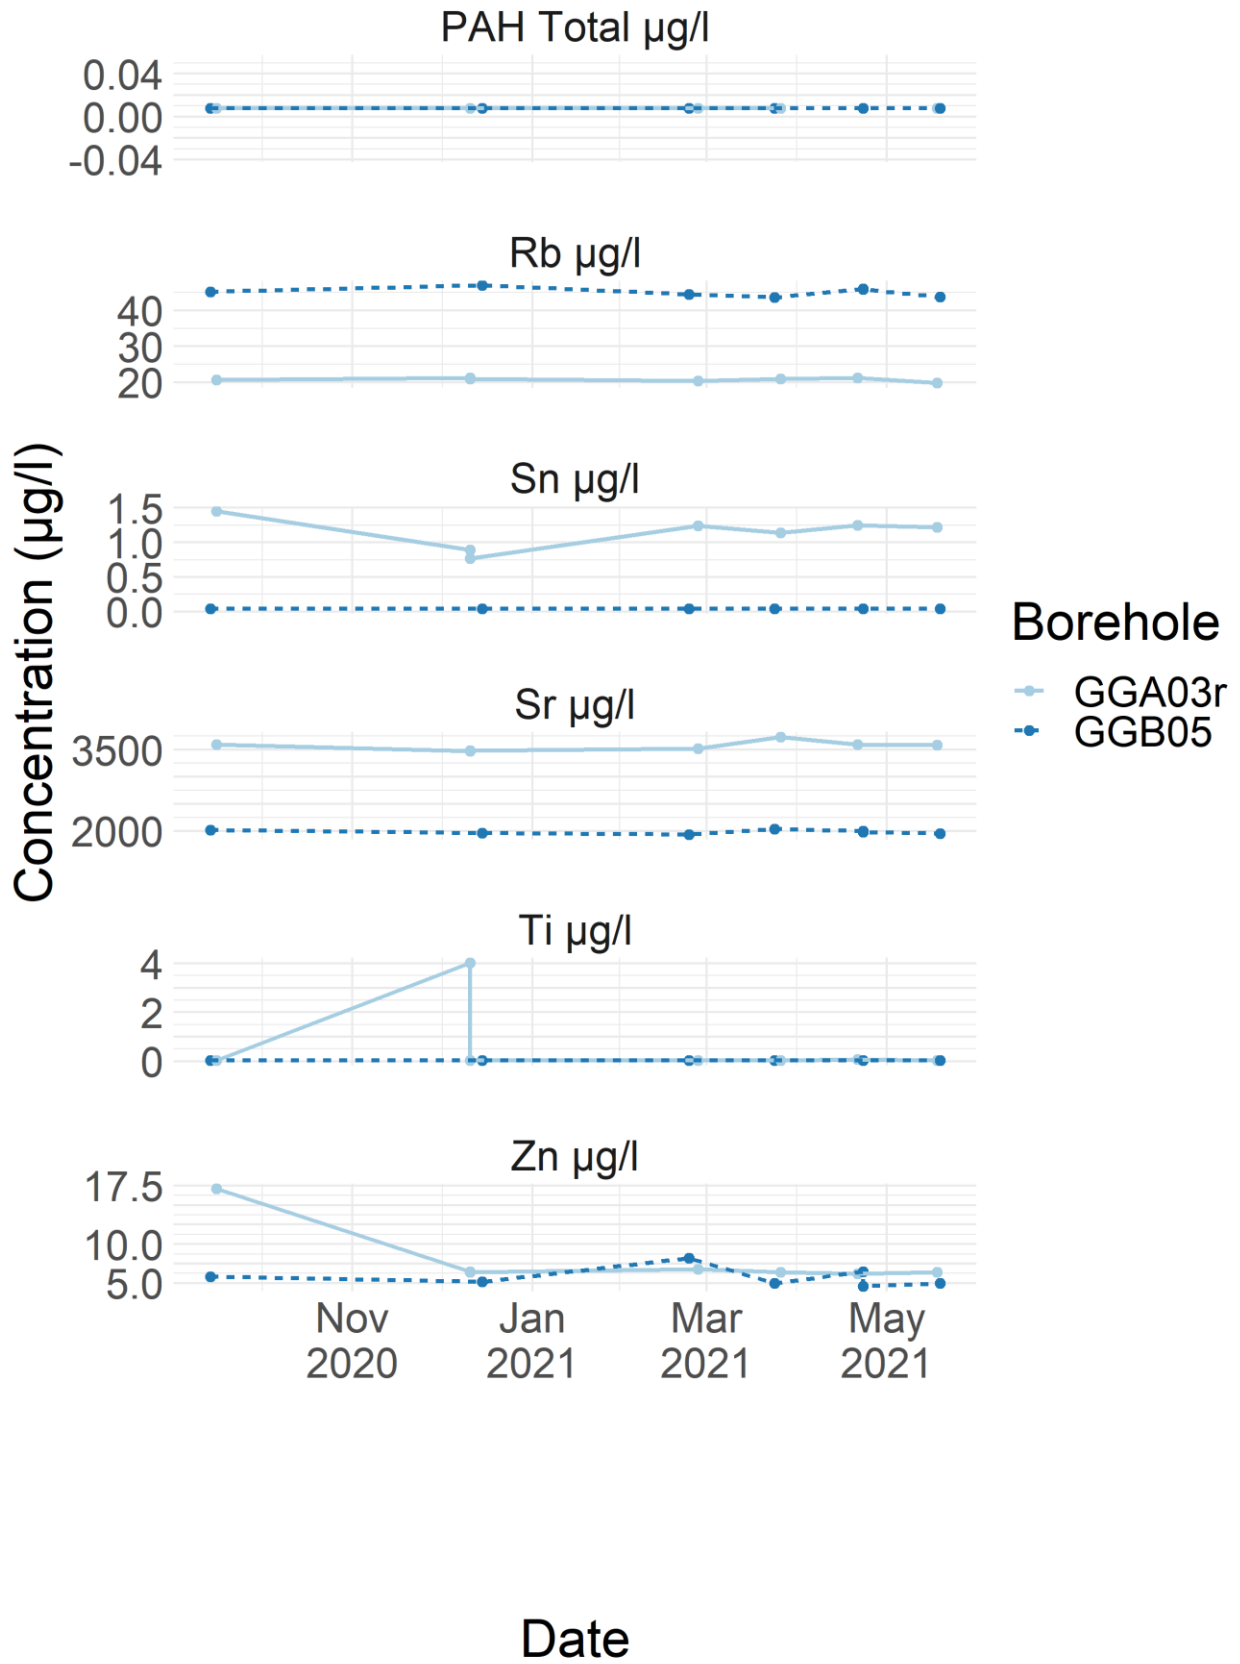 PAH Total µg/l
0.04
0.00
-0.04
Rb µg/l
40
30
20
Sn µg/l
1.5
1.0
0.5
0.0
Sr µg/l
3500
2000
Ti µg/l
4
2
0
Zn µg/l
17.5
10.0
5.0
Nov Jan Mar May
2020 2021 2021 2021
Date
Concentration (µg/l)
Borehole
GGA03r
GGB05